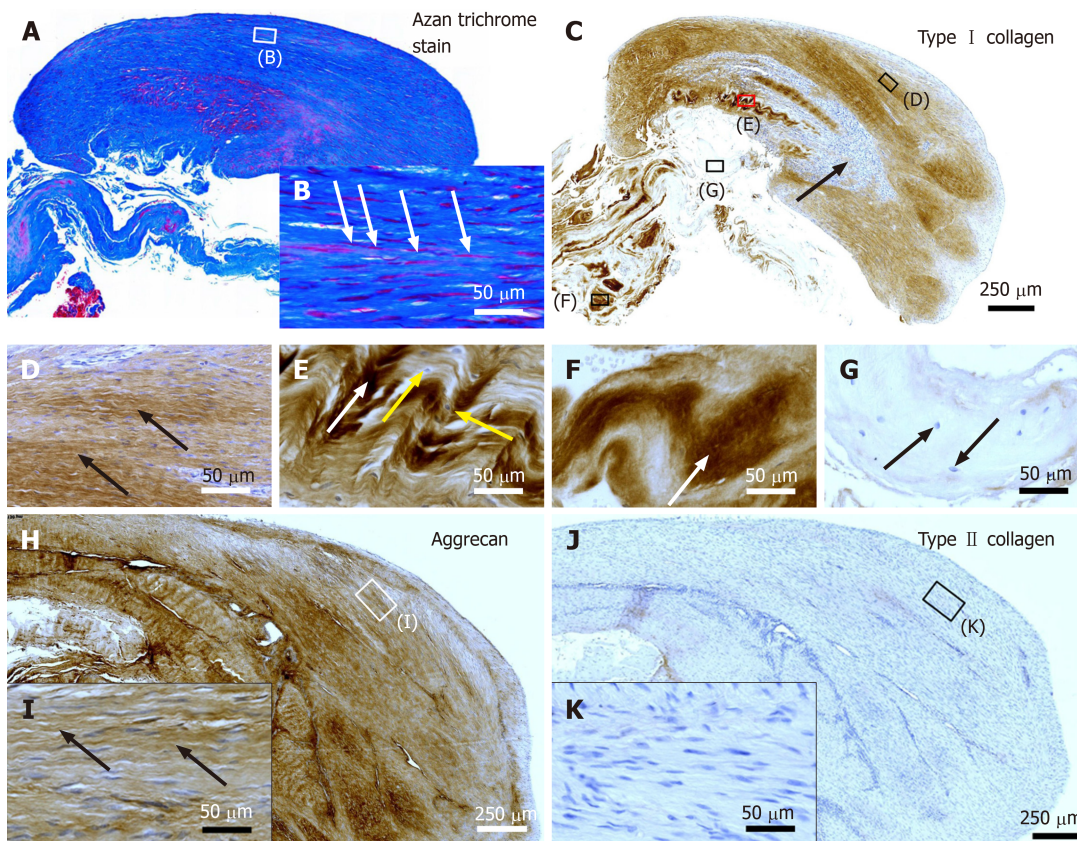 A
Azan trichrome
stain
(B)
B
50 μm
C
Type Ⅰ collagen
(D)
(E)
(G)
(F)
250 μm
D
50 μm
E
50 μm
F
50 μm
G
50 μm
H
Aggrecan
(I)
I
50 μm
250 μm
J
Type Ⅱ collagen
(K)
K
50 μm
250 μm